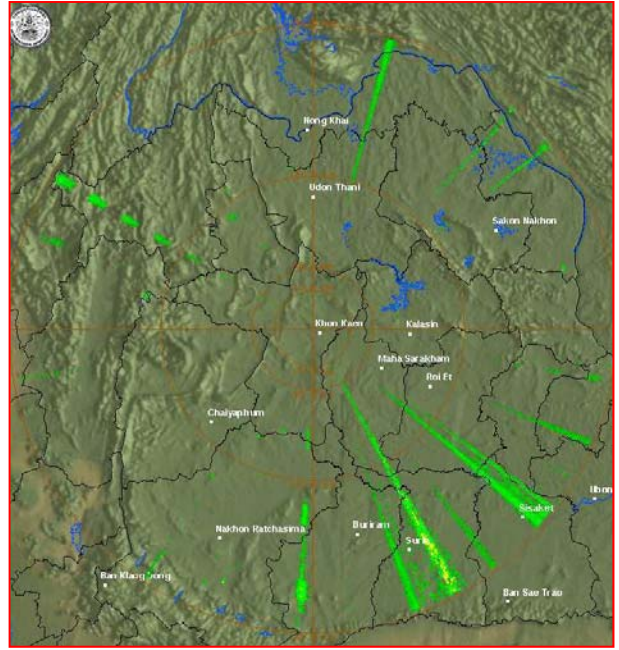 Nong Khai
Udon Thani
Sakon Nakhon
Khon Kaen
Kalasin
Maha Sarakham
Roi Et
Chaiyaphum
Ubon
Sisaket
Nakhon Ratchasima
Buriram
Ban Sae Trao